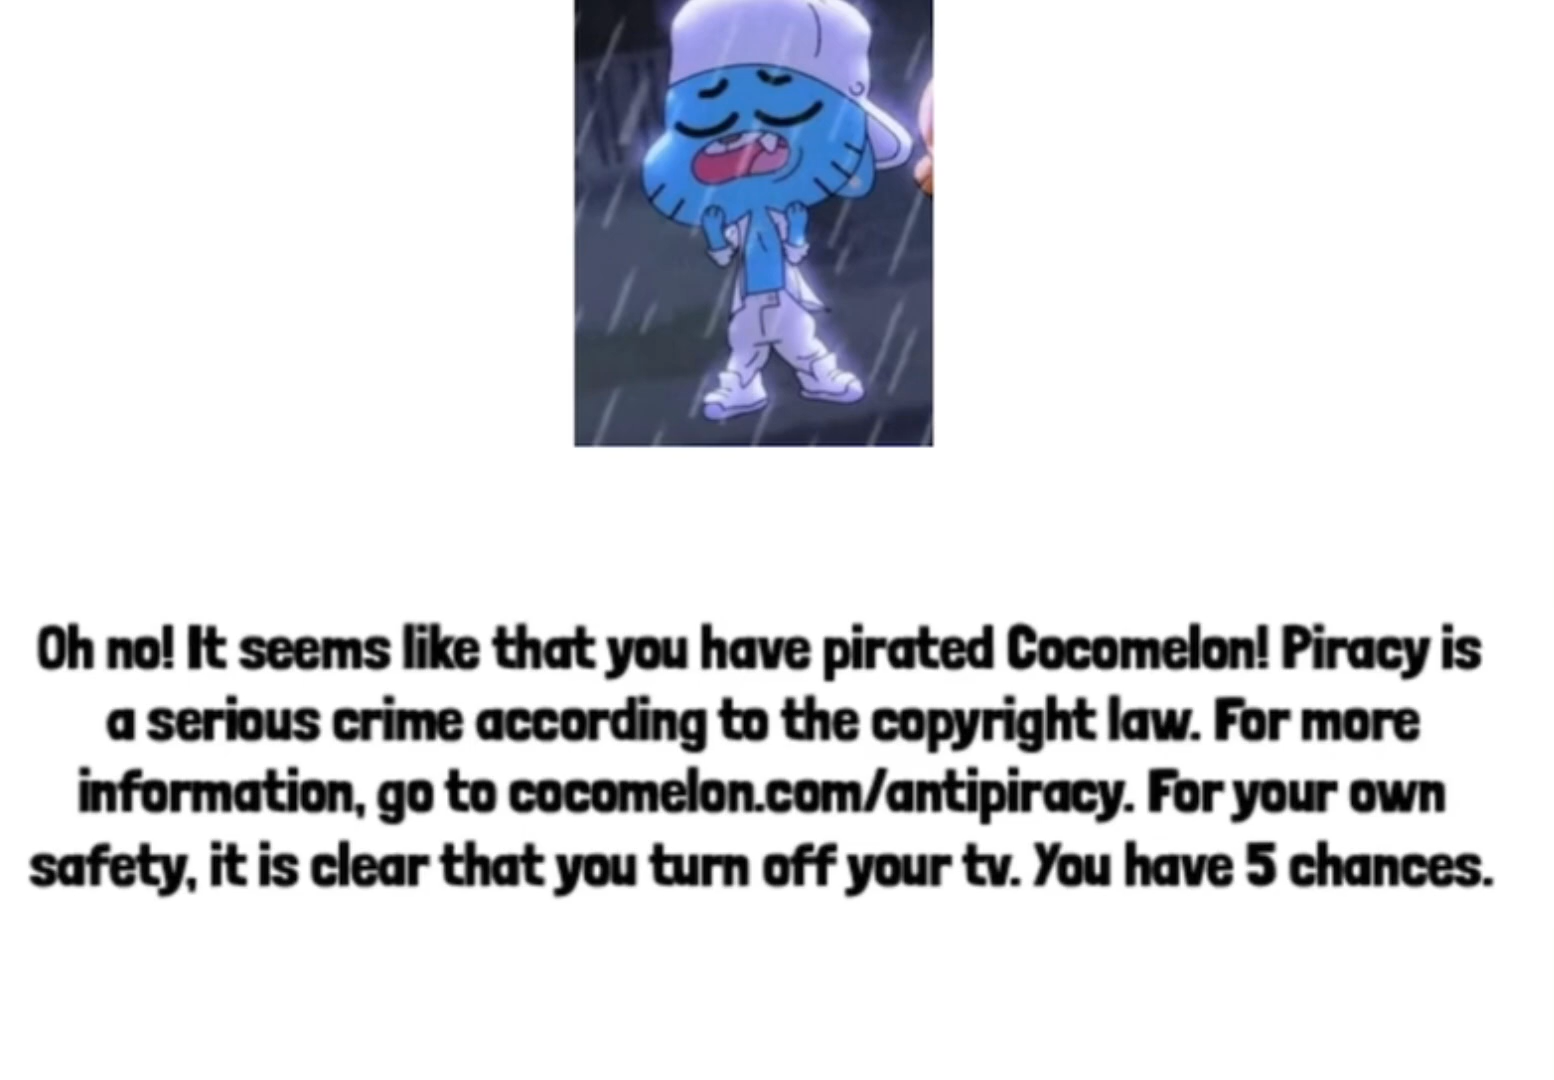 Oh no! It seems like that you have pirated Cocomelon! Piracy is
a serious crime according to the copyright law. For more
information, go to cocomelon.com/antipiracy. For your own
safety, it is clear that you turn off your tv. You have 5 chances.